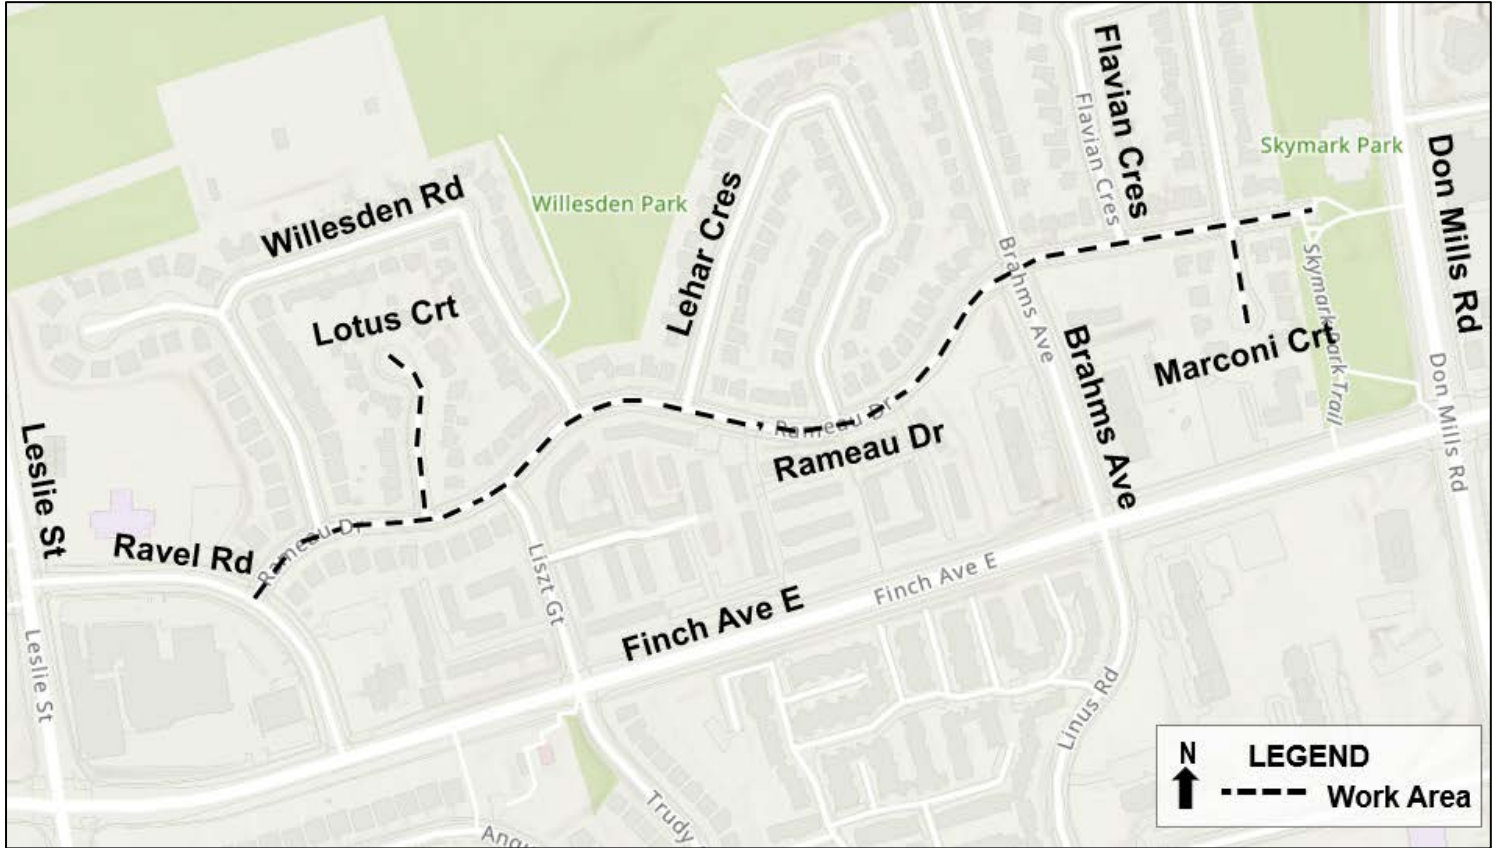 Flavian Cres
Flavian Cres
Skymark Park
Don Mills Rd
Willesden Rd
Willesden Park
Lehar Cres
Brahms Ave
Skymark Park Trail
Lotus Crt
Marconi Crt
Brahms Ave
Don Mills Rd
Rameau Dr
Rameau Dr
Leslie St
Ravel Rd
Rameau Dr
Liszt Gt
Finch Ave E
Finch Ave E
Leslie St
Linus Rd
Trudy
N
LEGEND
Work Area